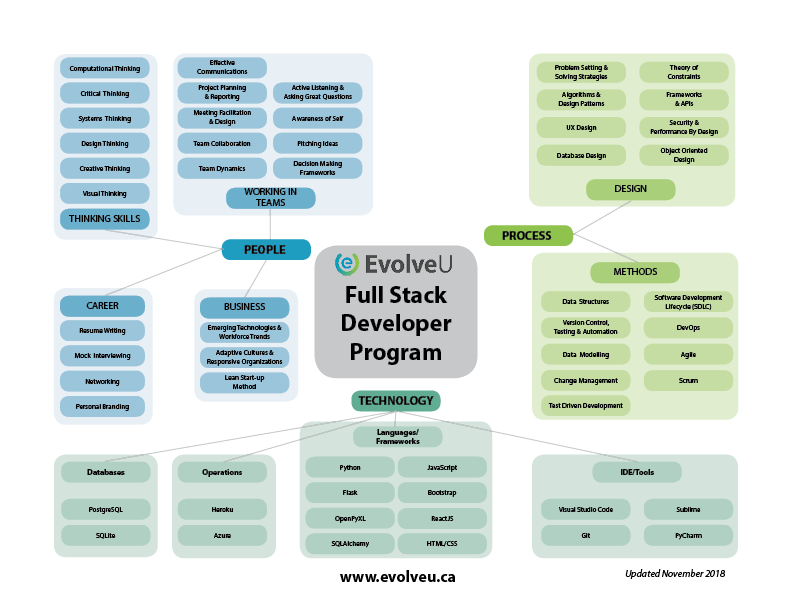 Computational Thinking
Critical Thinking
Systems Thinking
Design Thinking
Creative Thinking
Visual Thinking
THINKING SKILLS
Effective
Communications
Project Planning
& Reporting
Active Listening &
Asking Great Questions
Meeting Facilitation
& Design
Awareness of Self
Team Collaboration
Pitching Ideas
Team Dynamics
Decision Making
Frameworks
WORKING IN
TEAMS
Problem Setting &
Solving Strategies
Theory of
Constraints
Algorithms &
Design Patterns
Frameworks
& APIs
UX Design
Security &
Performance By Design
Database Design
Object Oriented
Design
DESIGN
PEOPLE
PROCESS
EvolveU
Full Stack
Developer
Program
CAREER
Resume Writing
Mock Interviewing
Networking
Personal Branding
BUSINESS
Emerging Technologies &
Workforce Trends
Adaptive Cultures &
Responsive Organizations
Lean Start-up
Method
METHODS
Data Structures
Software Development
Lifecycle (SDLC)
Version Control,
Testing & Automation
DevOps
Data Modelling
Agile
Change Management
Scrum
Test Driven Development
TECHNOLOGY
Databases
PostgreSQL
SQLite
Operations
Heroku
Azure
Languages/
Frameworks
Python
JavaScript
Flask
Bootstrap
OpenPyXL
ReactJS
SQLAlchemy
HTML/CSS
IDE/Tools
Visual Studio Code
Sublime
Git
PyCharm
www.evolveu.ca
Updated November 2018